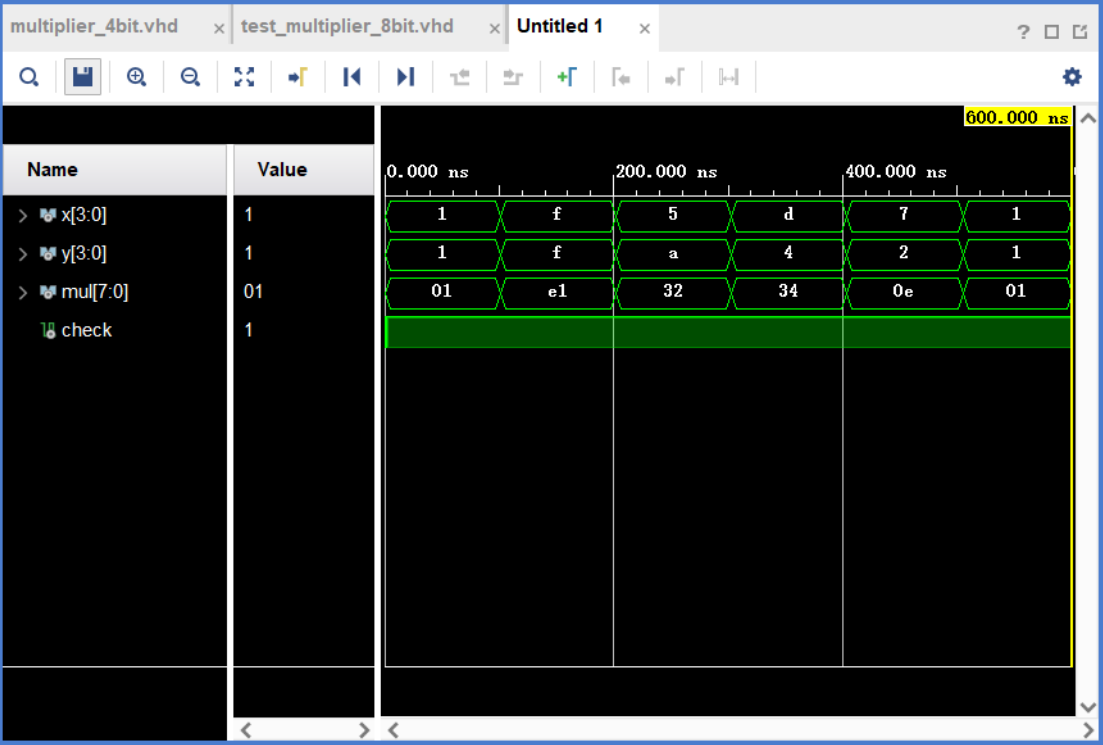 multiplier_4bit.vhd × test_multiplier_8bit.vhd × Untitled 1 × ?
600.000 ns
Name Value 0.000 ns 200.000 ns 400.000 ns
x[3:0] 1 1 f 5 d 7 1
y[3:0] 1 1 f a 4 2 1
mul[7:0] 01 01 e1 32 34 0e 01
check 1